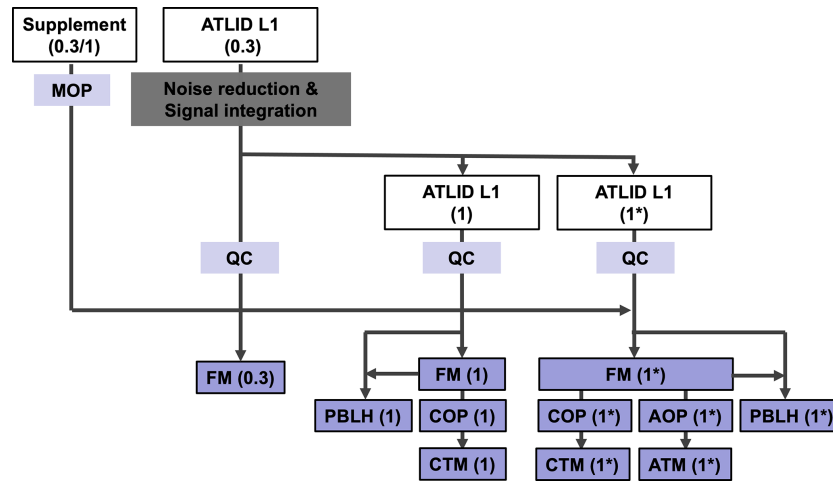 Supplement
(0.3/1)
ATLID L1
(0.3)
MOP
Noise reduction &
Signal integration
ATLID L1
(1)
ATLID L1
(1*)
QC
QC
QC
FM (0.3)
FM (1)
FM (1*)
PBLH (1)
COP (1)
COP (1*)
AOP (1*)
PBLH (1*)
CTM (1)
CTM (1*)
ATM (1*)